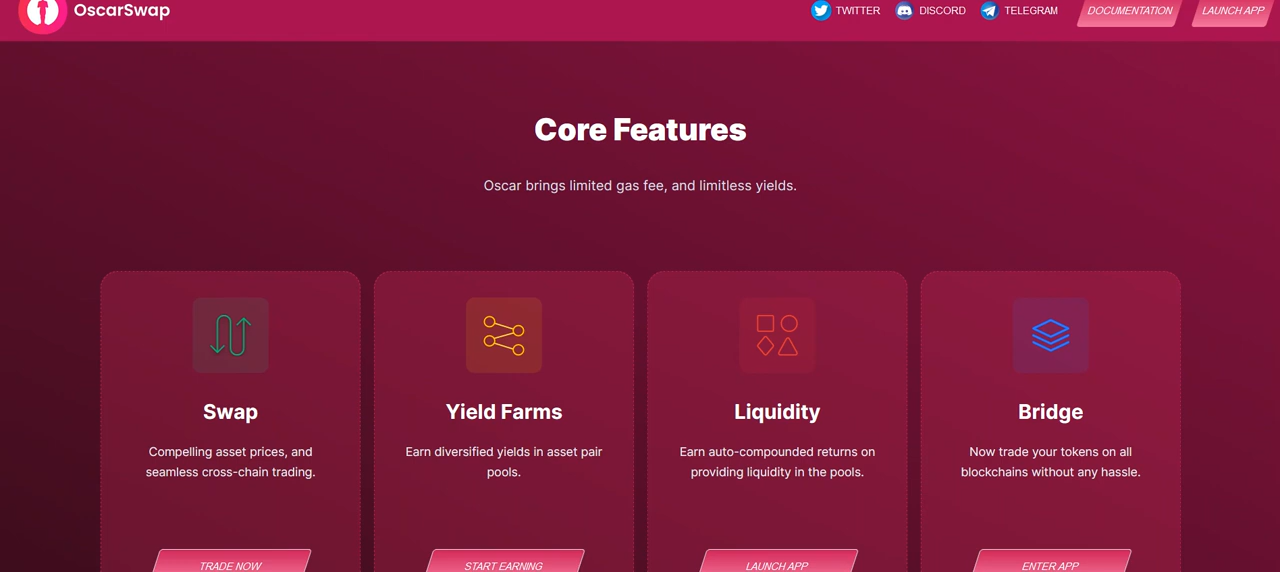 OscarSwap
TWITTER
DISCORD
TELEGRAM
DOCUMENTATION
LAUNCH APP
Core Features
Oscar brings limited gas fee, and limitless yields.
Swap
Compelling asset prices, and
seamless cross-chain trading.
TRADE NOW
Yield Farms
Earn diversified yields in asset pair
pools.
START EARNING
Liquidity
Earn auto-compounded returns on
providing liquidity in the pools.
LAUNCH APP
Bridge
Now trade your tokens on all
blockchains without any hassle.
ENTER APP